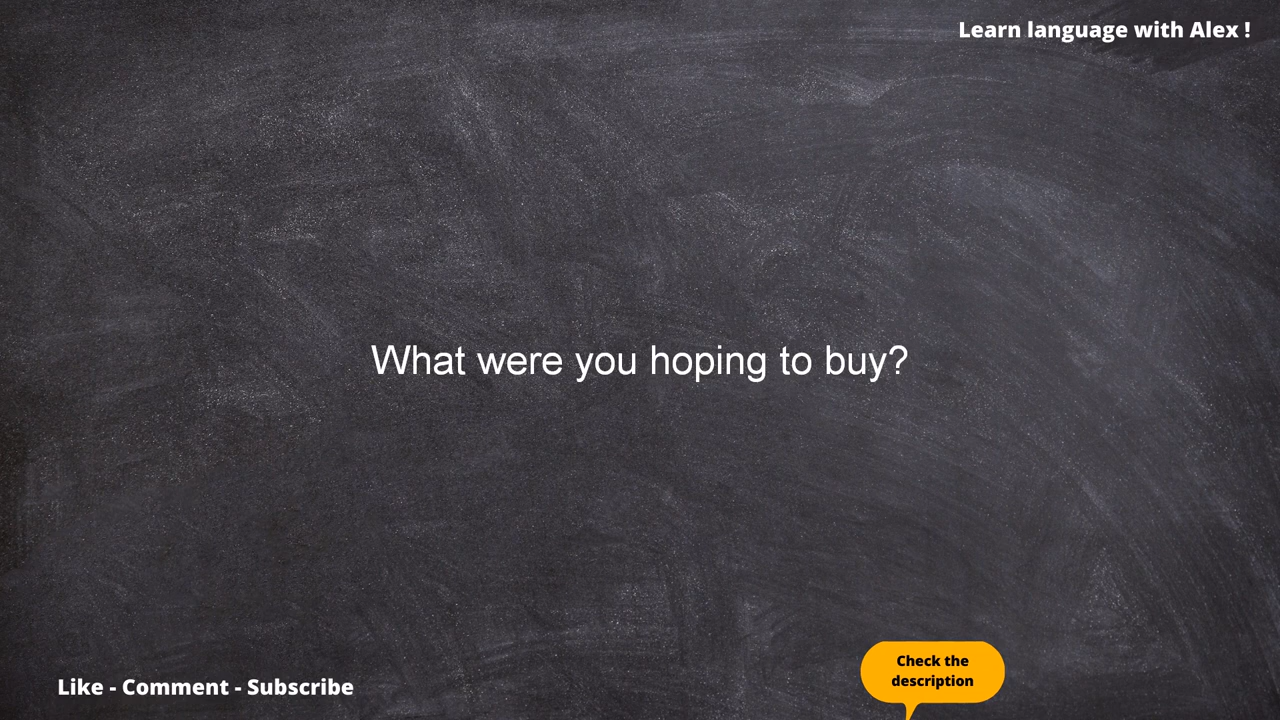 Learn language with Alex !
What were you hoping to buy?
Check the
description
Like - Comment - Subscribe